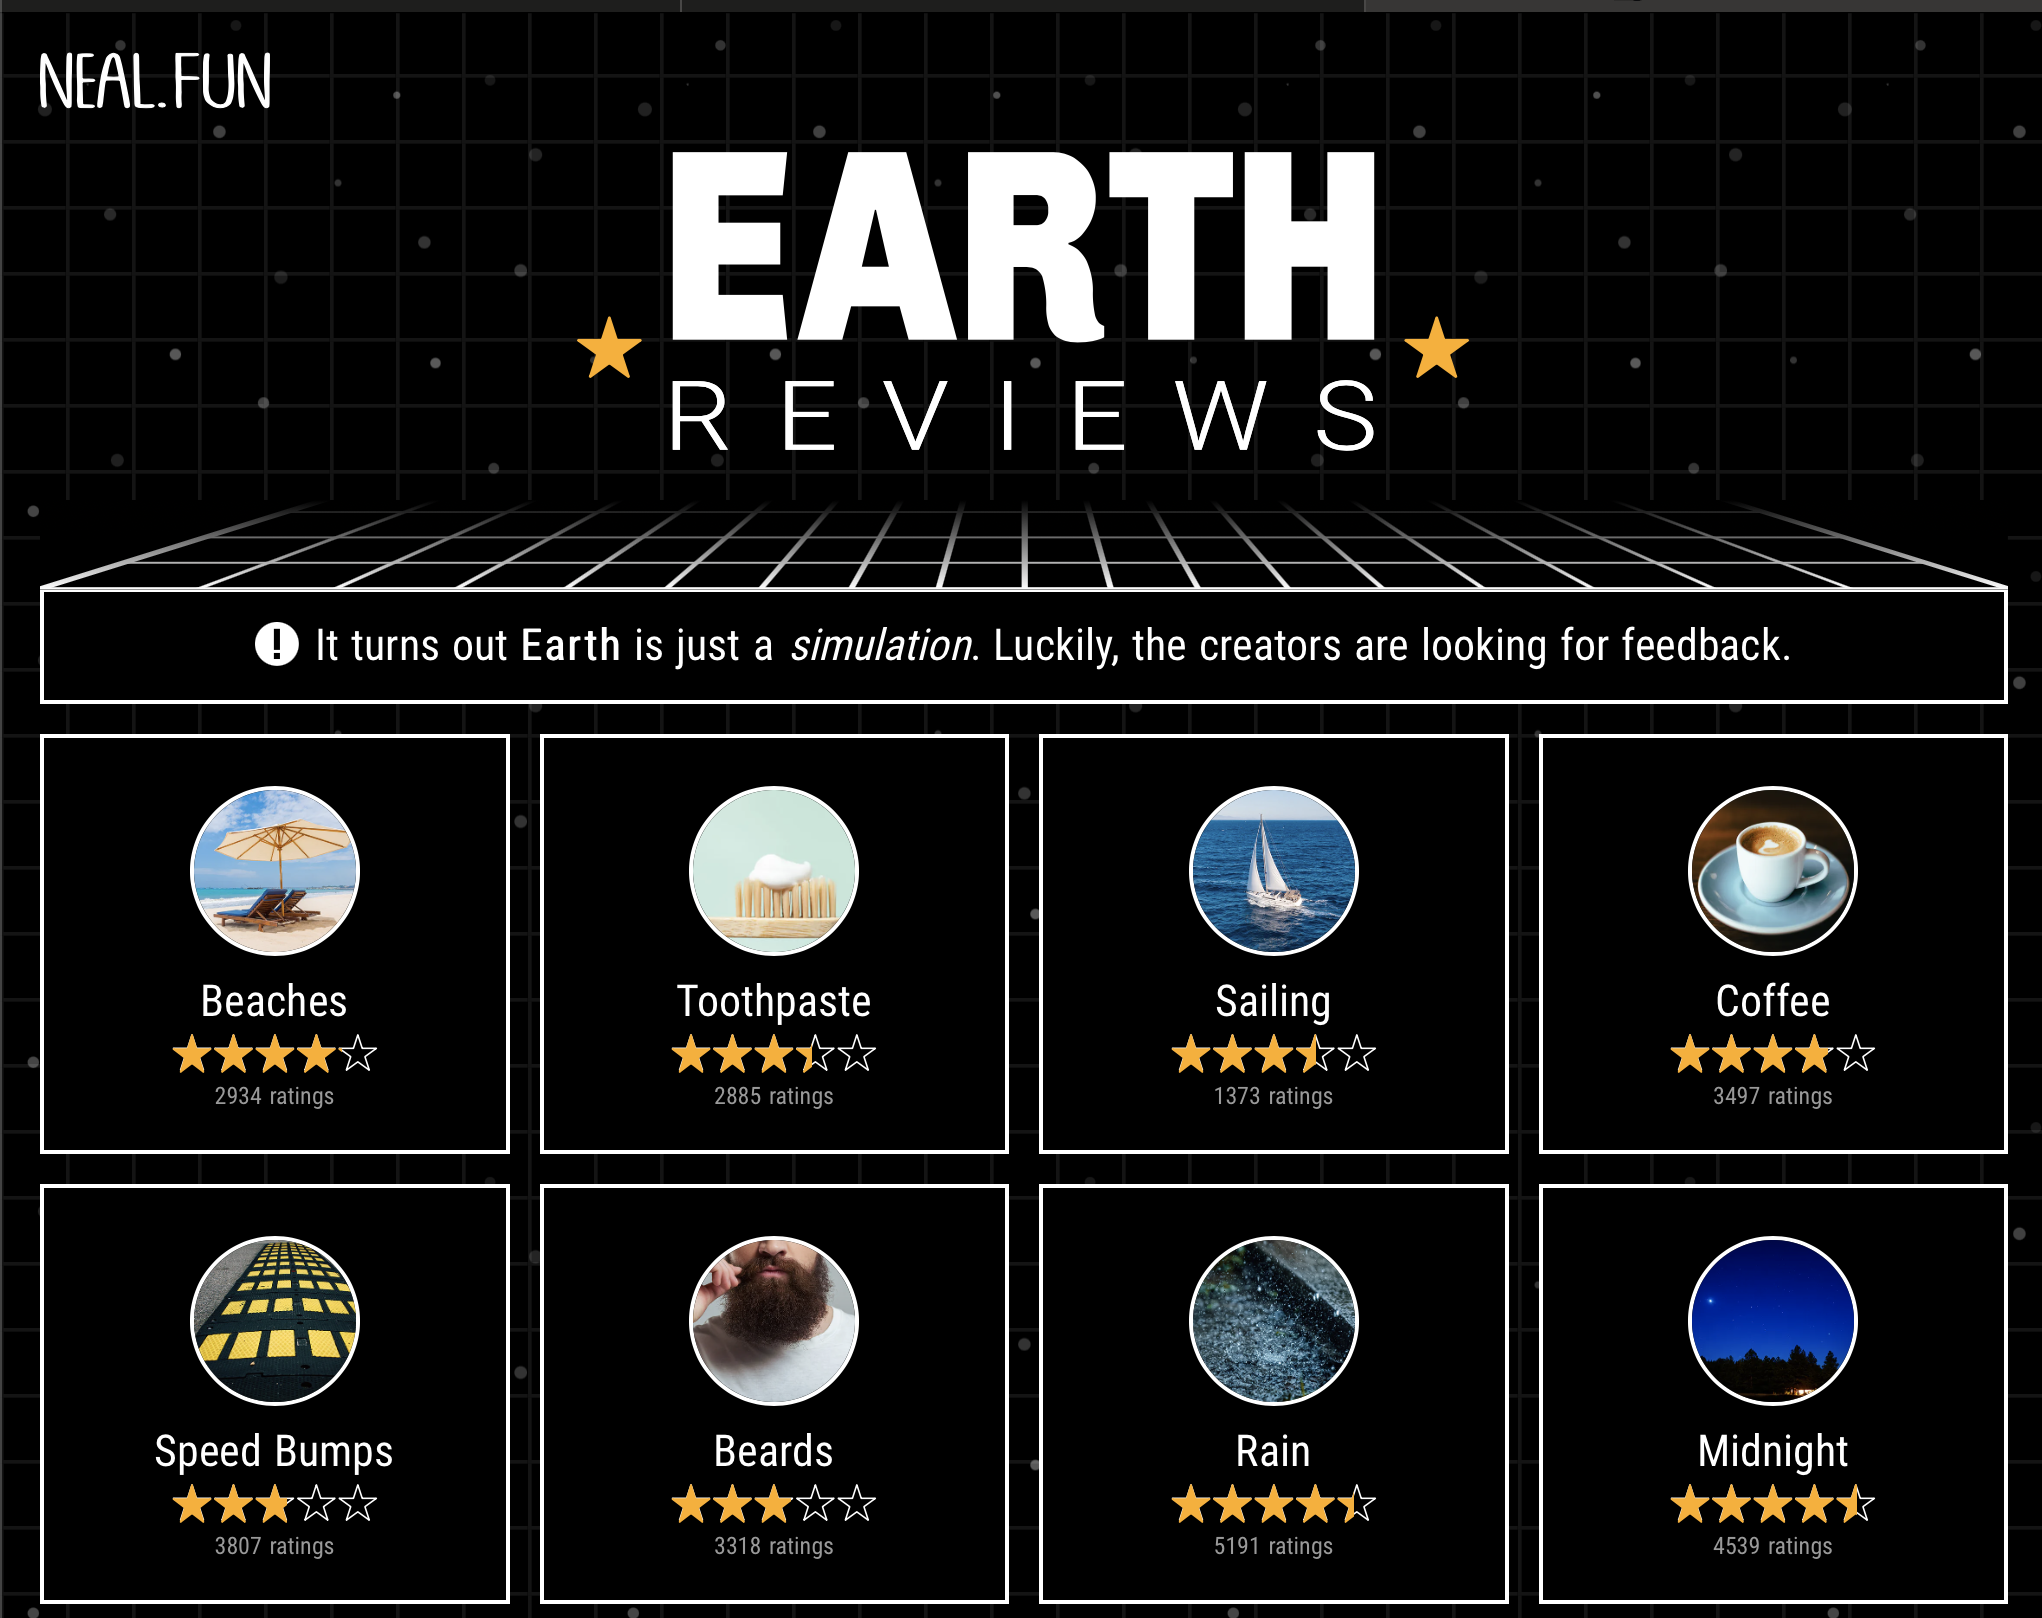 NEAL.FUN
EARTH
REVIEWS
! It turns out Earth is just a simulation. Luckily, the creators are looking for feedback.
Beaches
2934 ratings
Toothpaste
2885 ratings
Sailing
1373 ratings
Coffee
3497 ratings
Speed Bumps
3807 ratings
Beards
3318 ratings
Rain
5191 ratings
Midnight
4539 ratings